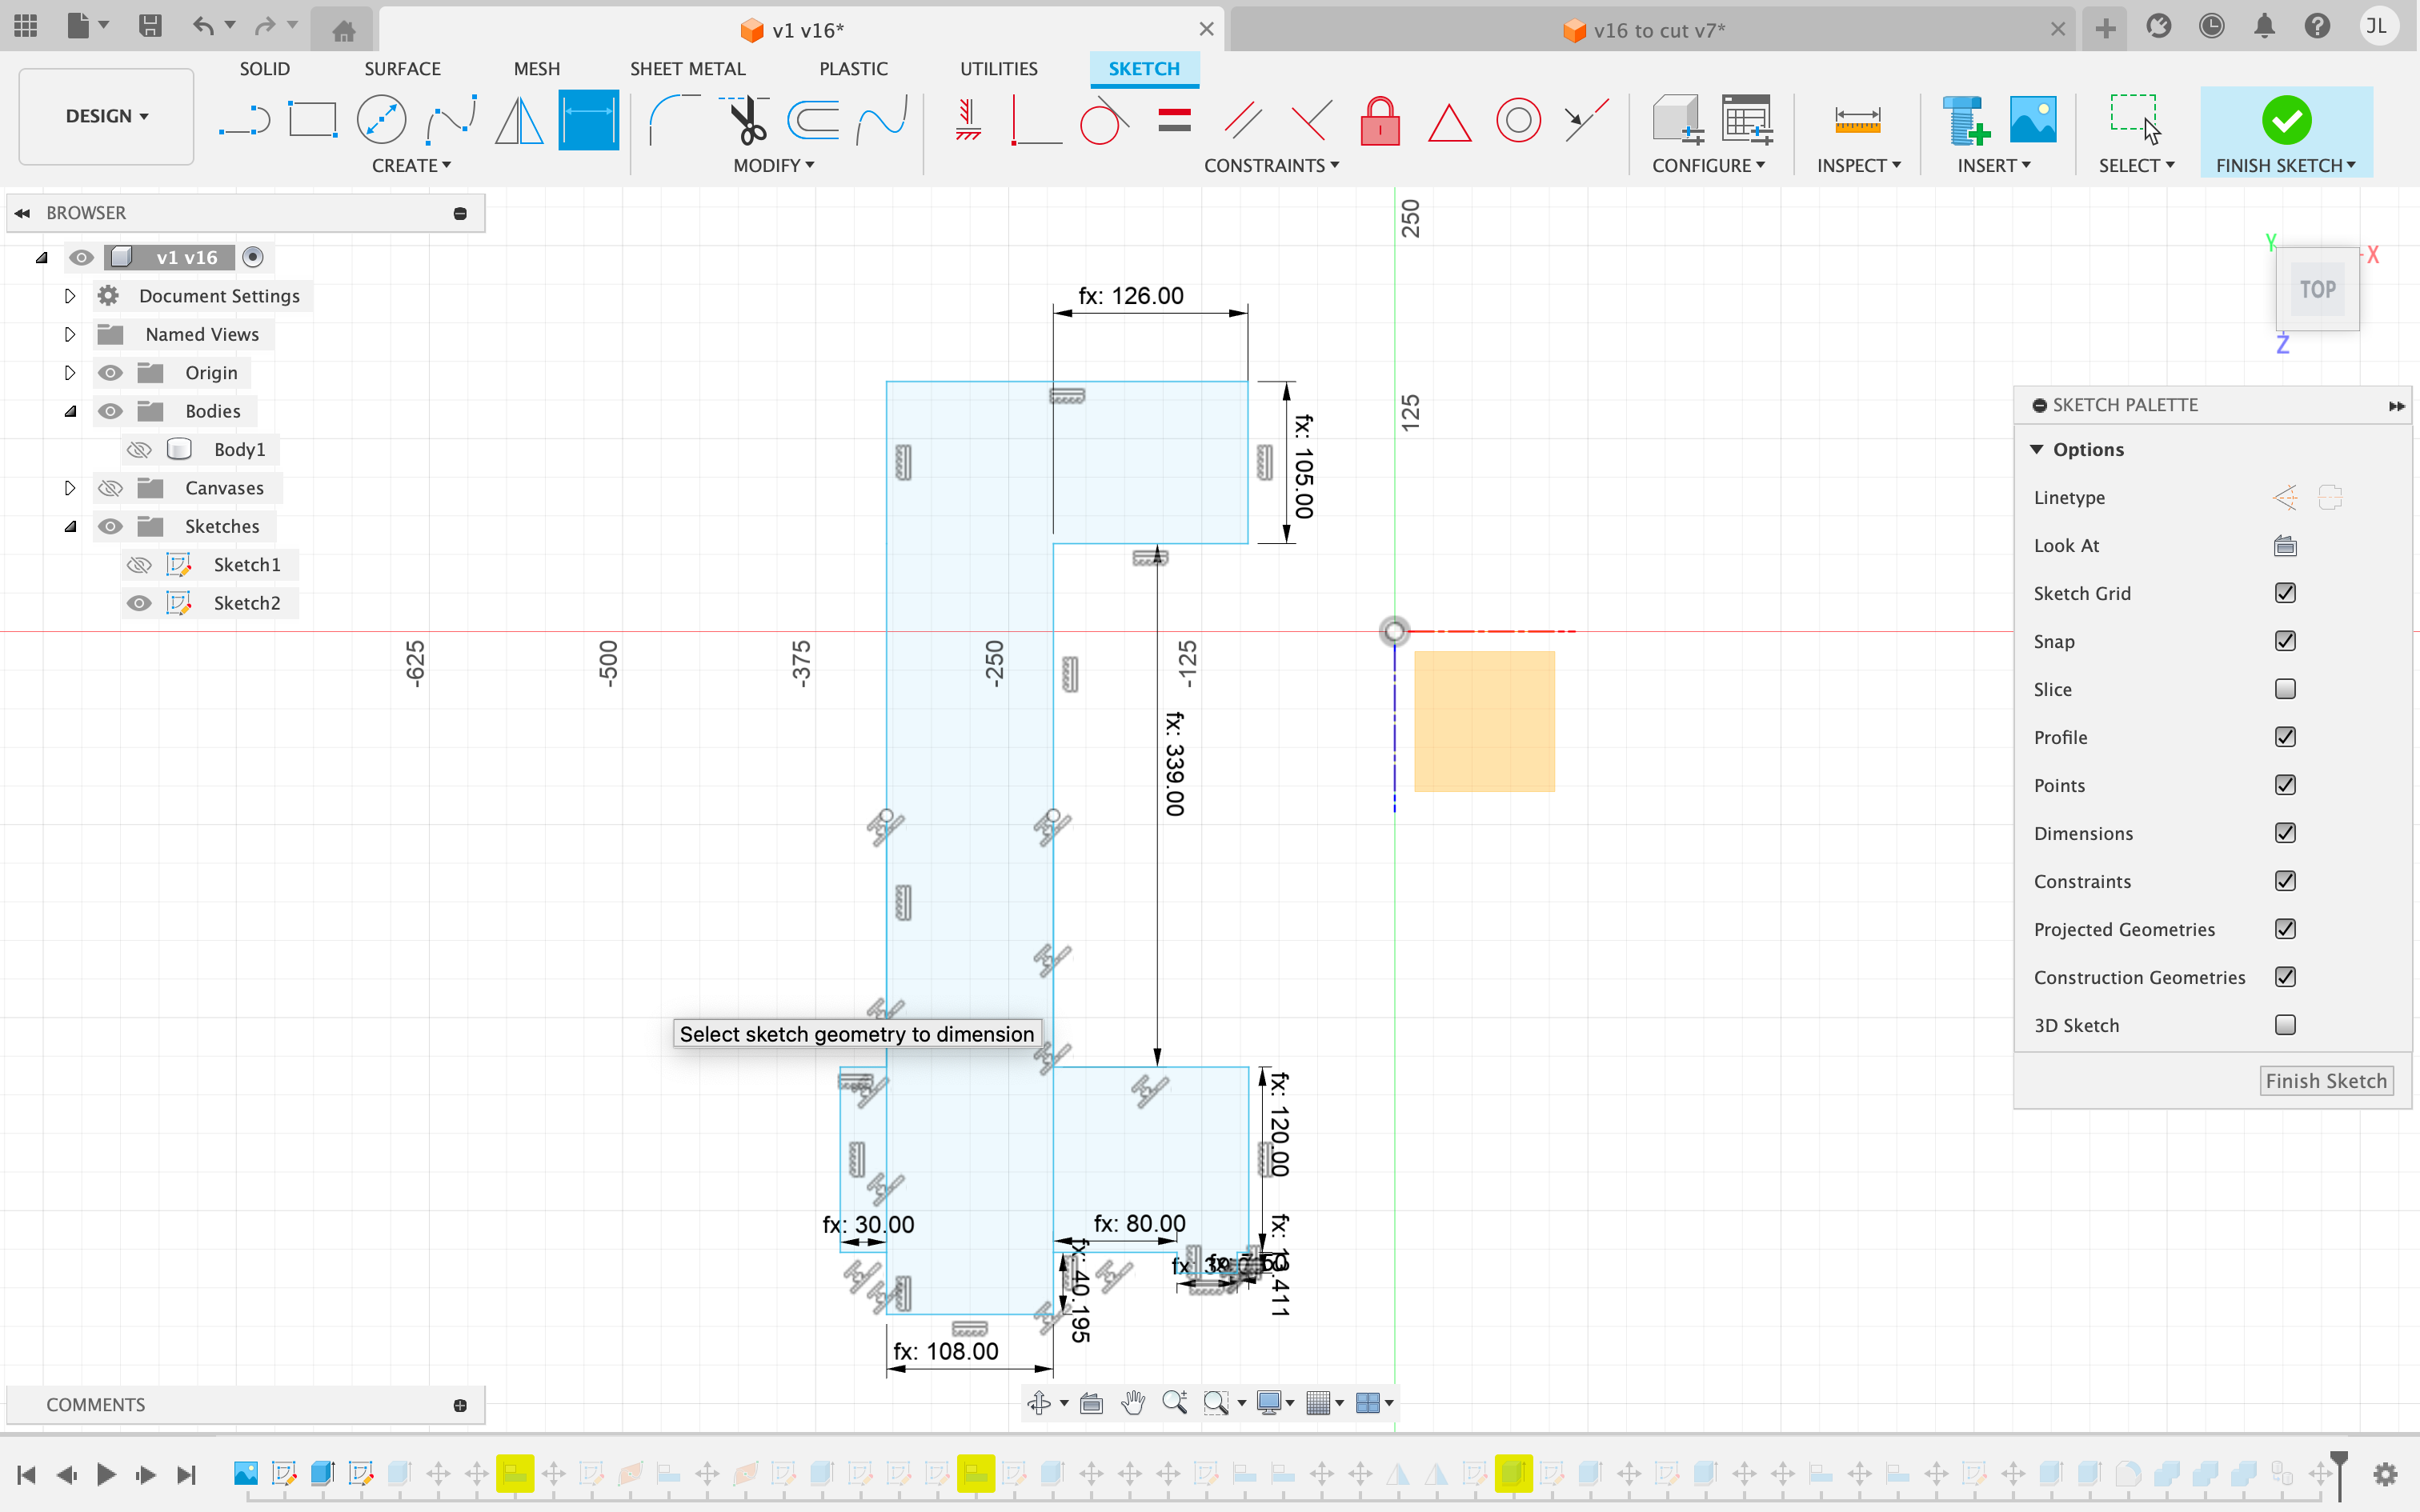 v1 v16*
v16 to cut v7*
JL
SOLID
SURFACE
MESH
SHEET METAL
PLASTIC
UTILITIES
SKETCH
DESIGN
CREATE
MODIFY
CONSTRAINTS
CONFIGURE
INSPECT
INSERT
SELECT
FINISH SKETCH
BROWSER
v1 v16
Document Settings
Named Views
Origin
Bodies
Body1
Canvases
Sketches
Sketch1
Sketch2
250
125
-625
-500
-375
-250
-125
fx: 126.00
fx: 105.00
fx: 339.00
Select sketch geometry to dimension
fx: 120.00
fx: 30.00
fx: 80.00
fx: 40.195
fx: 108.00
Y
X
TOP
Z
SKETCH PALETTE
Options
Linetype
Look At
Sketch Grid
Snap
Slice
Profile
Points
Dimensions
Constraints
Projected Geometries
Construction Geometries
3D Sketch
Finish Sketch
COMMENTS